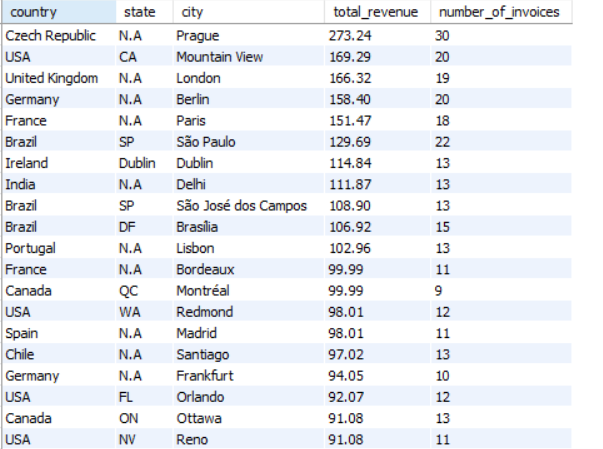 country state city total_revenue number_of_invoices
Czech Republic N.A Prague 273.24 30
USA CA Mountain View 169.29 20
United Kingdom N.A London 166.32 19
Germany N.A Berlin 158.40 20
France N.A Paris 151.47 18
Brazil SP São Paulo 129.69 22
Ireland Dublin Dublin 114.84 13
India N.A Delhi 111.87 13
Brazil SP São José dos Campos 108.90 13
Brazil DF Brasília 106.92 15
Portugal N.A Lisbon 102.96 13
France N.A Bordeaux 99.99 11
Canada QC Montréal 99.99 9
USA WA Redmond 98.01 12
Spain N.A Madrid 98.01 11
Chile N.A Santiago 97.02 13
Germany N.A Frankfurt 94.05 10
USA FL Orlando 92.07 12
Canada ON Ottawa 91.08 13
USA NV Reno 91.08 11